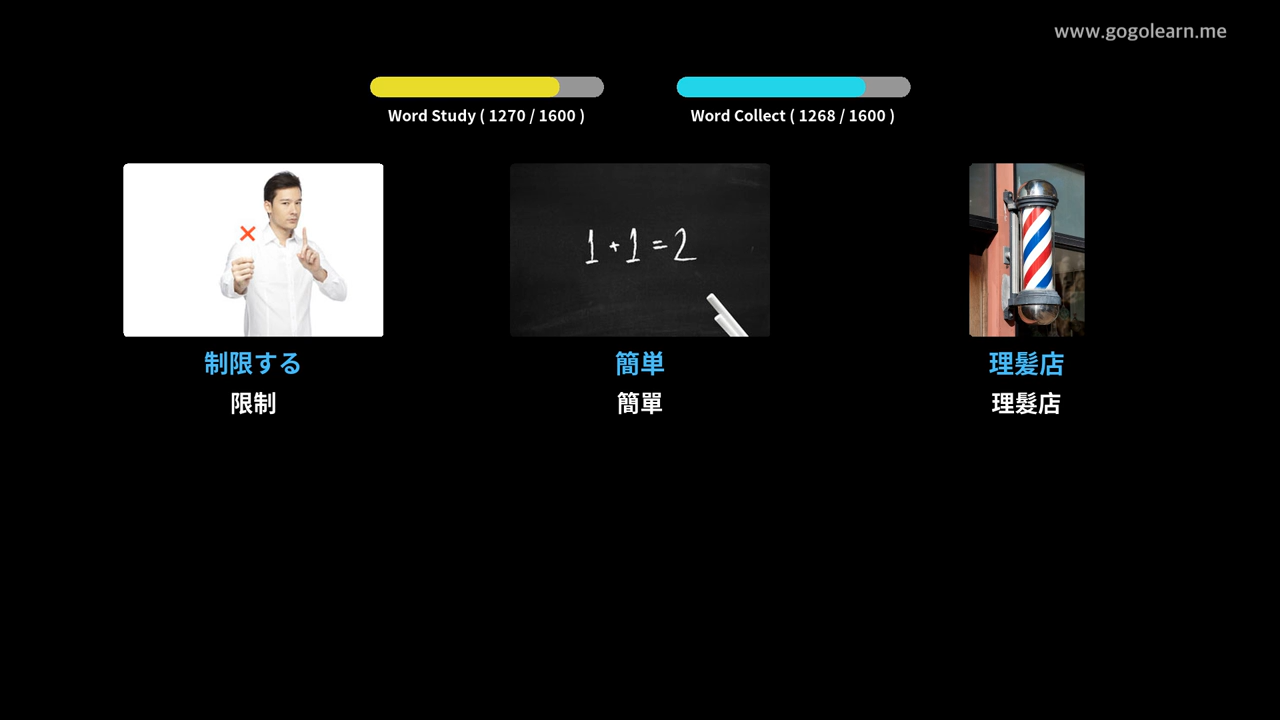 www.gogolearn.me
Word Study ( 1270 / 1600 )
Word Collect ( 1268 / 1600 )
1+1=2
制限する
簡単
理髪店
限制
簡單
理髮店